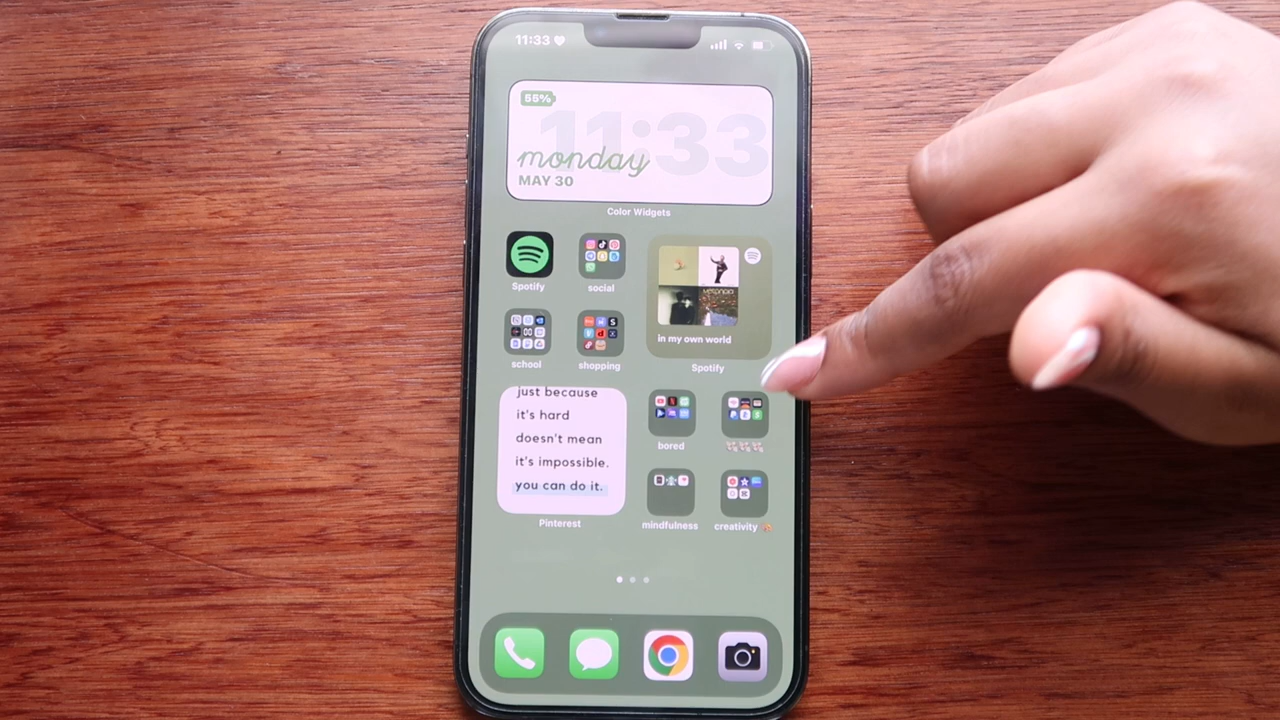 11:33
55%
11:33
monday
MAY 30
Color Widgets
Spotify
social
in my own world
school
shopping
Spotify
just because
it's hard
doesn't mean
it's impossible.
you can do it.
Pinterest
bored
mindfulness
creativity